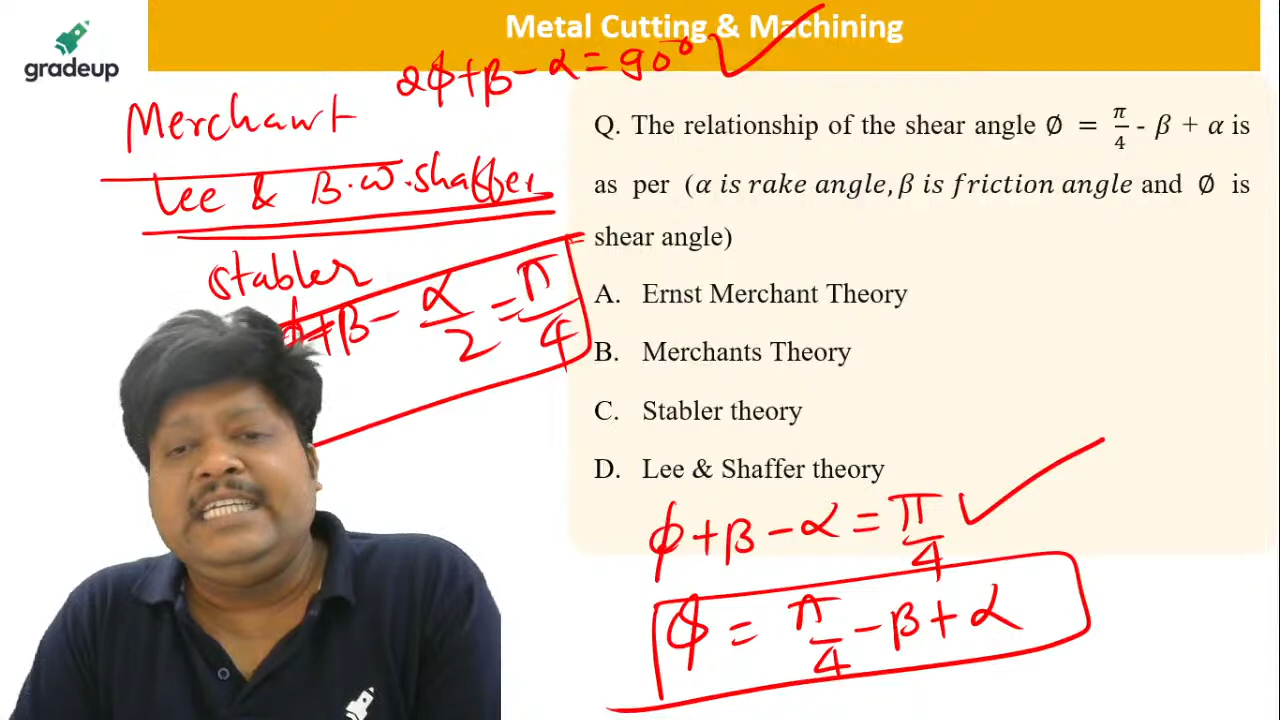 Metal Cutting & Machining
gradeup
2ϕ+β-α=90°
Merchant
Lee & B.W.Shaffer
Stabler
ϕ+β-α/2=π/4
Q. The relationship of the shear angle Ø = π/4 - β + α is
as per (α is rake angle, β is friction angle and Ø is
shear angle)
A. Ernst Merchant Theory
B. Merchants Theory
C. Stabler theory
D. Lee & Shaffer theory
ϕ+β-α=π/4
ϕ=π/4-β+α